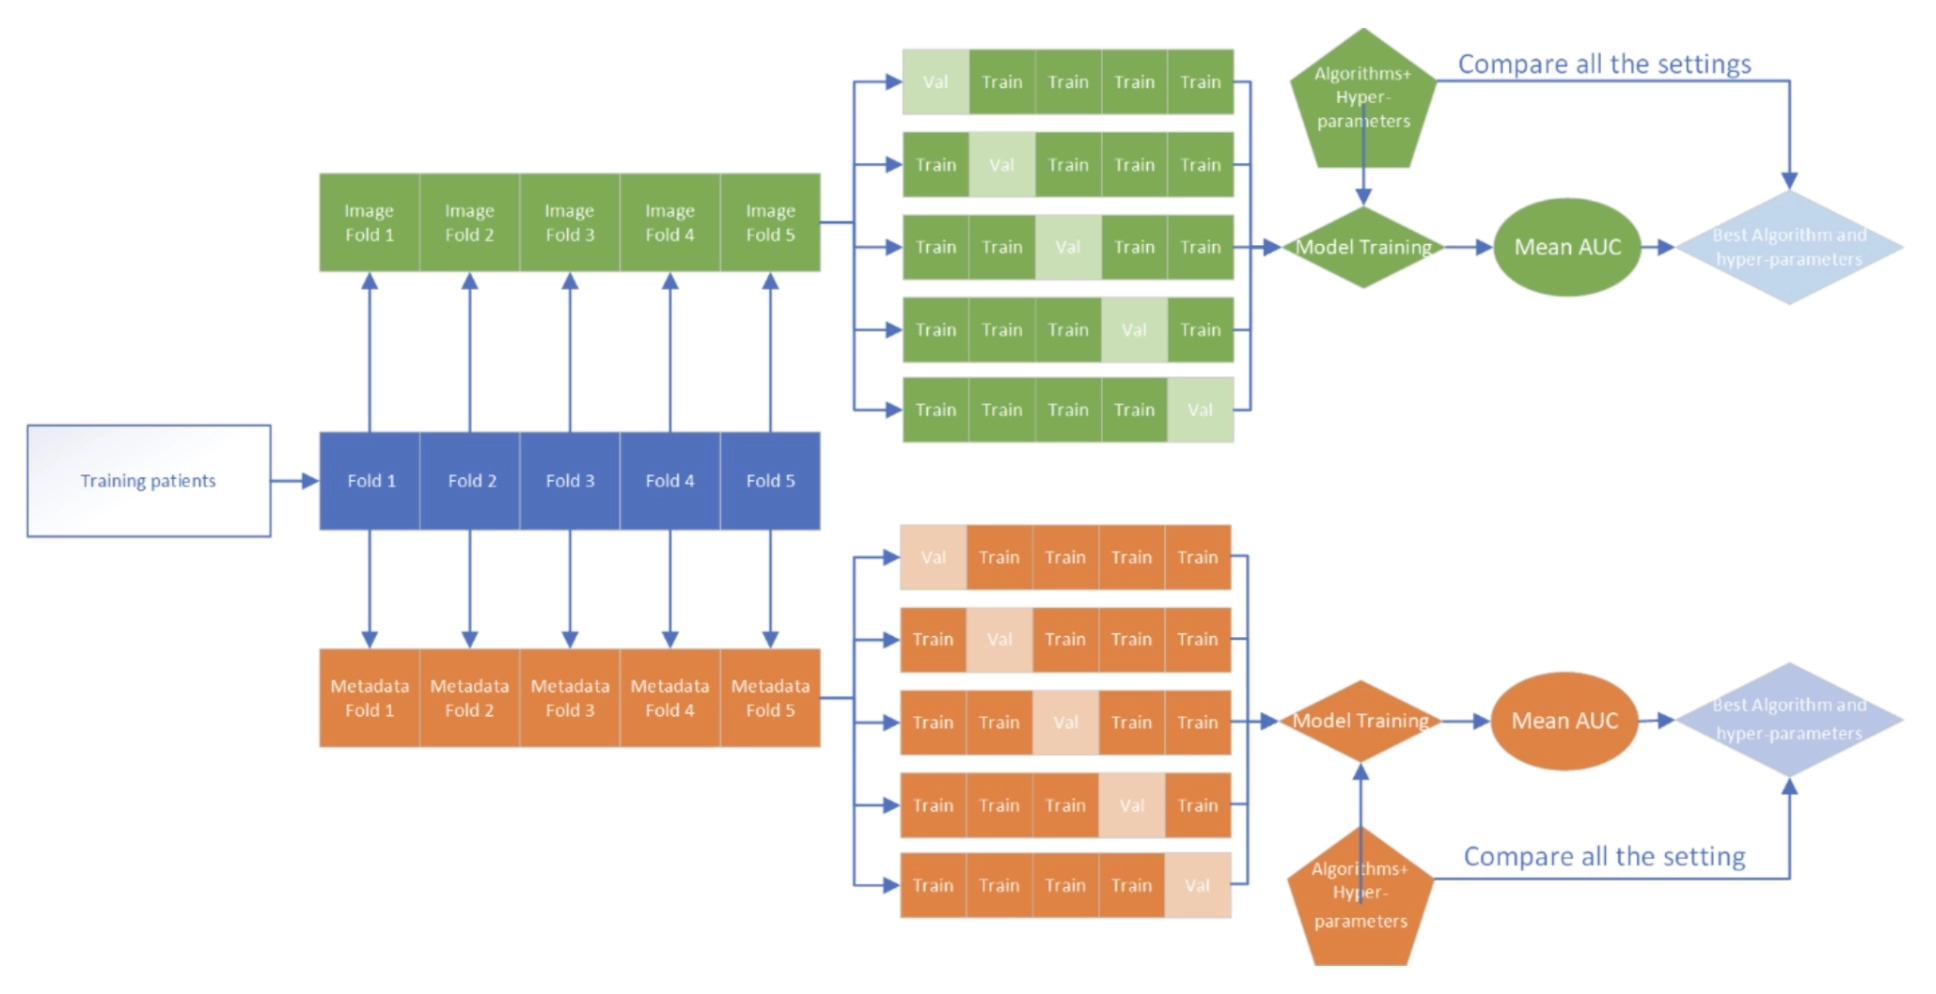 Training patients
Fold 1
Fold 2
Fold 3
Fold 4
Fold 5
Image
Fold 1
Image
Fold 2
Image
Fold 3
Image
Fold 4
Image
Fold 5
Val Train Train Train Train
Train Val Train Train Train
Train Train Val Train Train
Train Train Train Val Train
Train Train Train Train Val
Algorithms+
Hyper-
parameters
Compare all the settings
Model Training
Mean AUC
Best Algorithm and
hyper-parameters
Metadata
Fold 1
Metadata
Fold 2
Metadata
Fold 3
Metadata
Fold 4
Metadata
Fold 5
Val Train Train Train Train
Train Val Train Train Train
Train Train Val Train Train
Train Train Train Val Train
Train Train Train Train Val
Model Training
Mean AUC
Best Algorithm and
hyper-parameters
Algorithms+
Hyper-
parameters
Compare all the setting